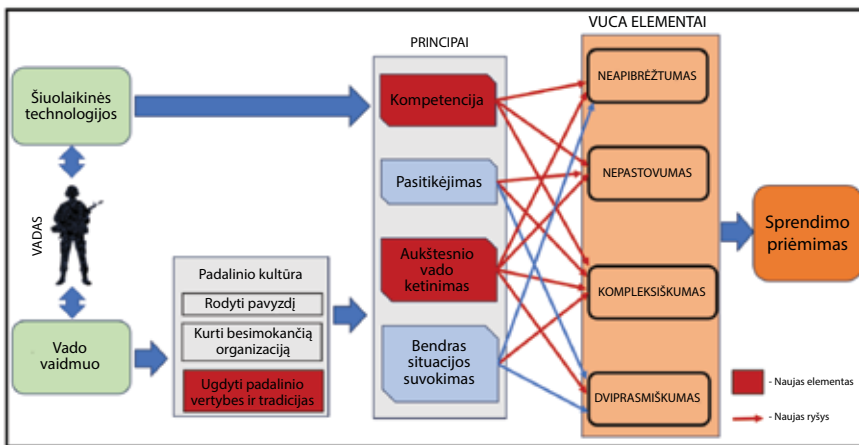 Šiuolaikinės
technologijos
VADAS
Vado
vaidmuo
Padalinio kultūra
Rodyti pavyzdį
Kurti besimokančią
organizaciją
Ugdyti padalinio
vertybes ir tradicijas
PRINCIPAI
Kompetencija
Pasitikėjimas
Aukštesnio
vado
ketinimas
Bendras
situacijos
suvokimas
VUCA ELEMENTAI
NEAPIBRĖŽTUMAS
NEPASTOVUMAS
KOMPLEKSIŠKUMAS
DVIPRASMIŠKUMAS
Sprendimo
priėmimas
- Naujas elementas
- Naujas ryšys